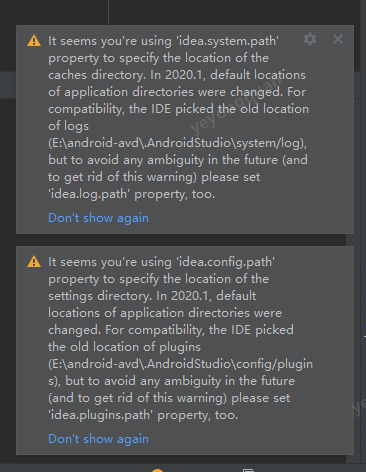 It seems you're using 'idea.system.path'
property to specify the location of the
caches directory. In 2020.1, default locations
of application directories were changed. For
compatibility, the IDE picked the old location
of logs
(E:\android-avd\.AndroidStudio\system/log),
but to avoid any ambiguity in the future (and
to get rid of this warning) please set
'idea.log.path' property, too.
Don't show again
It seems you're using 'idea.config.path'
property to specify the location of the
settings directory. In 2020.1, default
locations of application directories were
changed. For compatibility, the IDE picked
the old location of plugins
(E:\android-avd\.AndroidStudio\config/plugin
s), but to avoid any ambiguity in the future
(and to get rid of this warning) please set
'idea.plugins.path' property, too.
Don't show again